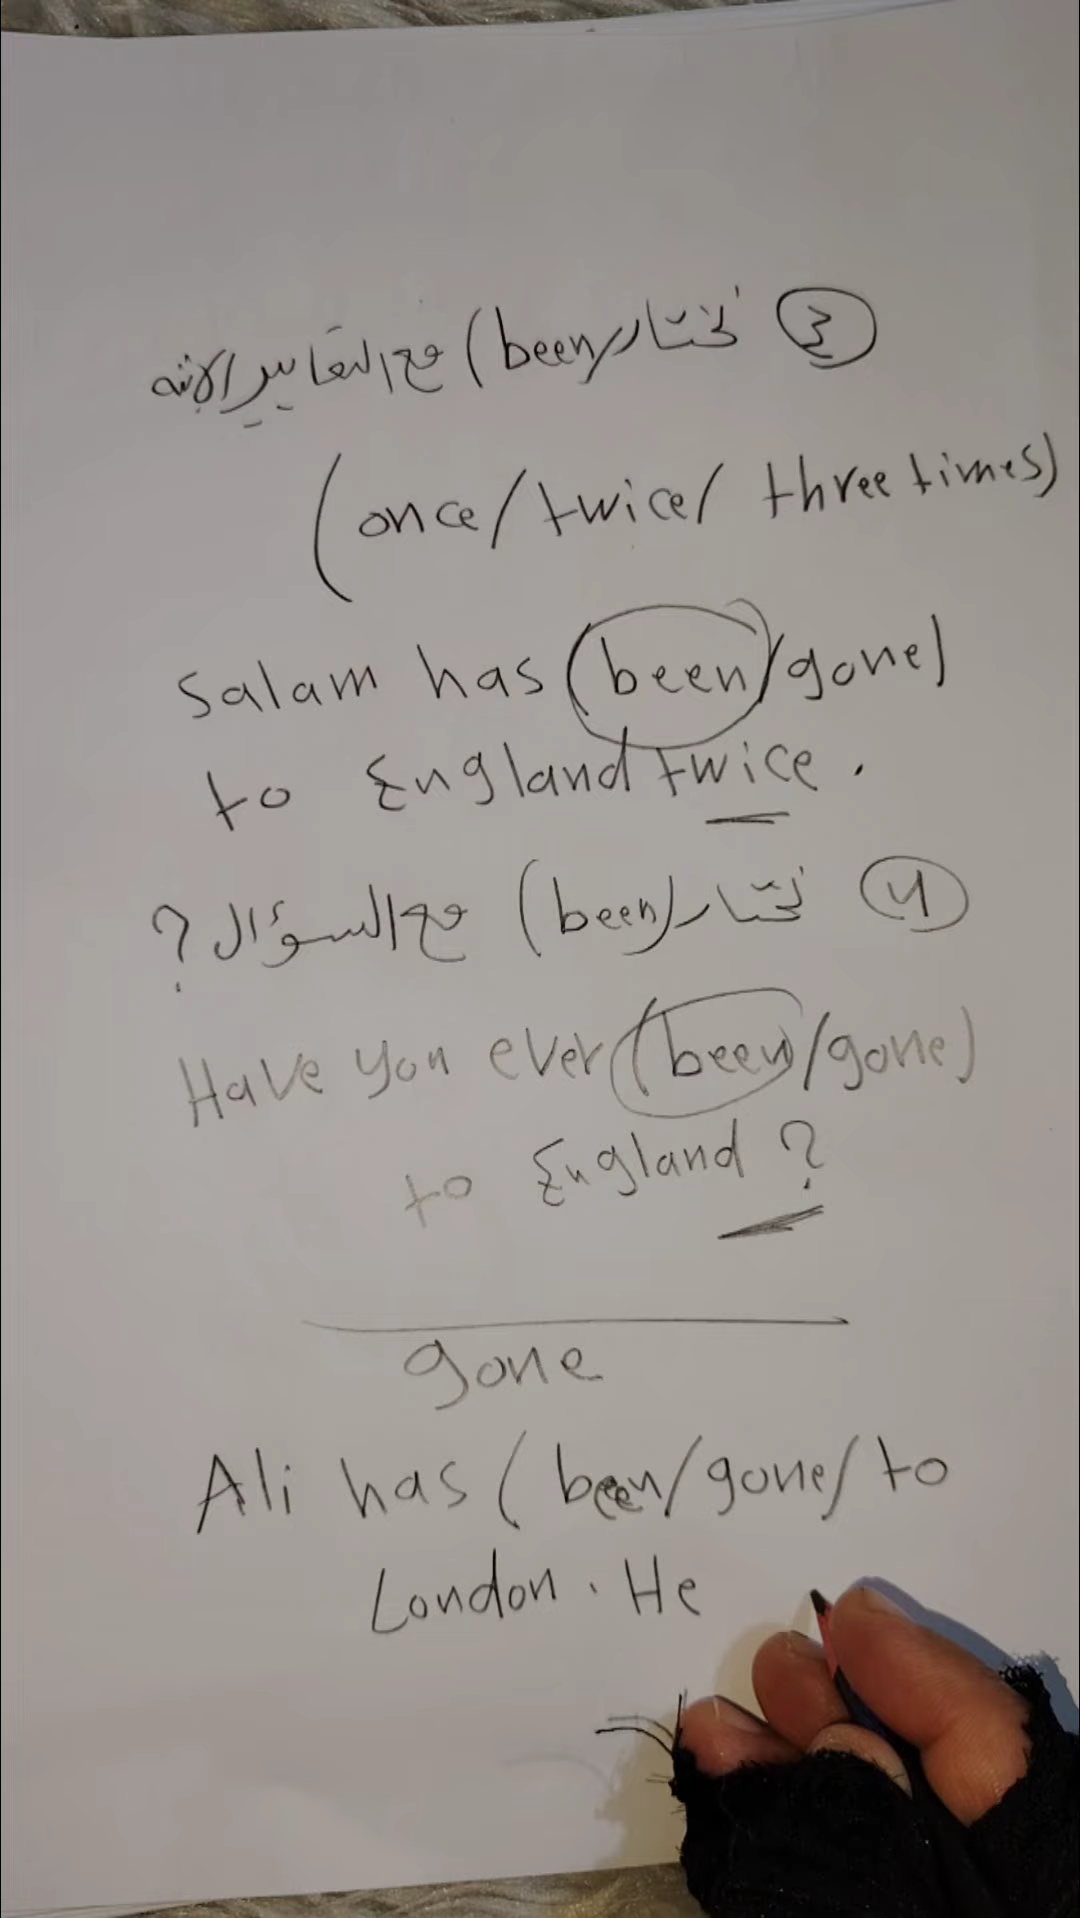 ③ نختار (been) مع التعابير الاتية
(once/twice/ three times)
Salam has (been/gone)
to England twice.
④ نختار (been) مع السؤال ?
Have you ever (been/gone)
to England ?
gone
Ali has (been/gone/ to
London. He